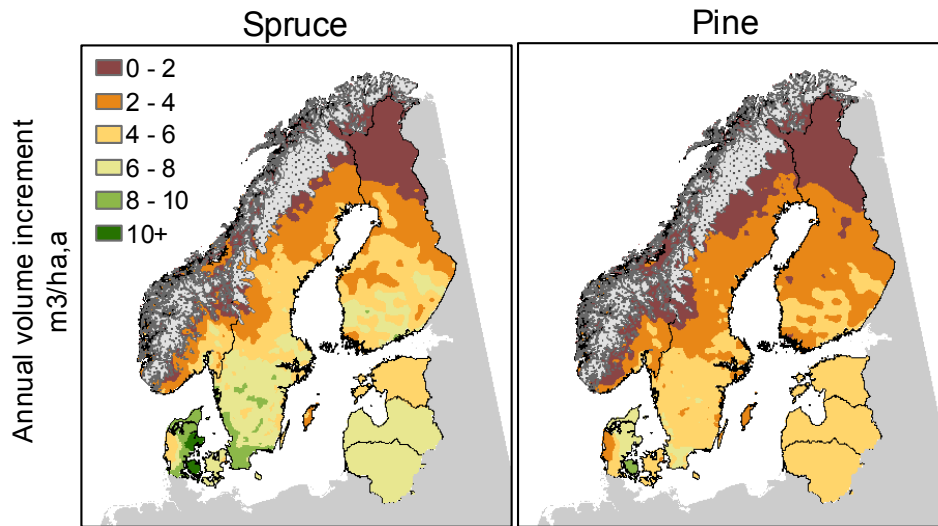 Spruce
Pine
Annual volume increment
m3/ha,a
0 - 2
2 - 4
4 - 6
6 - 8
8 - 10
10+